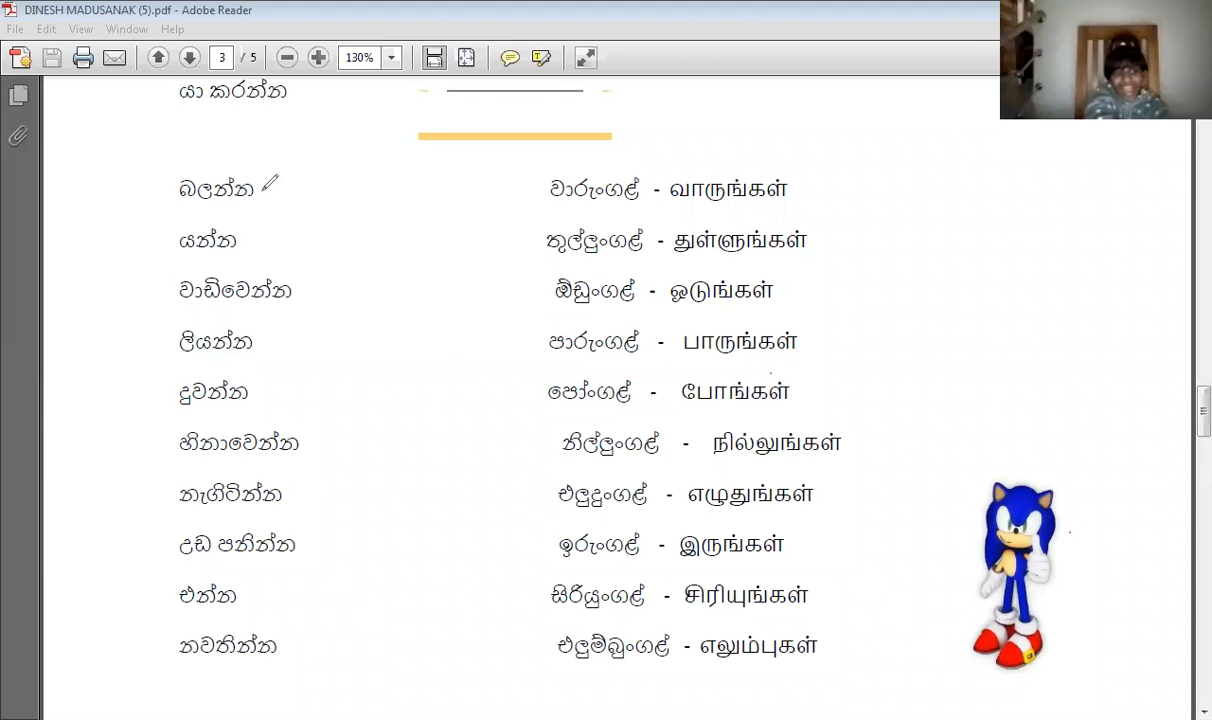 DINESH MADUSANAK (5).pdf - Adobe Reader
File Edit View Window Help
3 / 5 130%
යා කරන්න
බලන්න වාරුංගළ් - வாருங்கள்
යන්න තුල්ලුංගළ් - துள்ளுங்கள்
වාඩිවෙන්න ඕඩුංගළ් - ஓடுங்கள்
ලියන්න පාරුංගළ් - பாருங்கள்
දුවන්න පෝංගළ් - போங்கள்
හිනාවෙන්න නිල්ලුංගළ් - நில்லுங்கள்
නැගිටින්න එලුදුංගළ් - எழுதுங்கள்
උඩ පනින්න ඉරුංගළ් - இருங்கள்
එන්න සිරියුංගළ් - சிரியுங்கள்
නවතින්න එලුම්බුංගළ් - எலும்புகள்